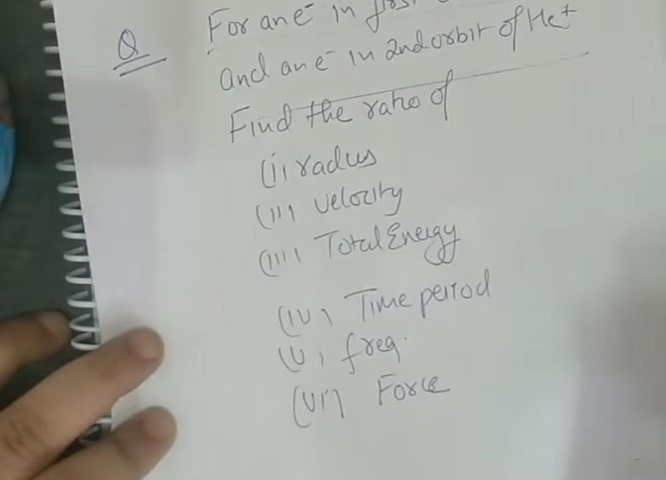 Q For an e⁻ in first
and an e⁻ in 2nd orbit of He⁺
Find the ratio of
(i) radius
(ii) velocity
(iii) Total Energy
(iv) Time period
(v) freq.
(vi) Force